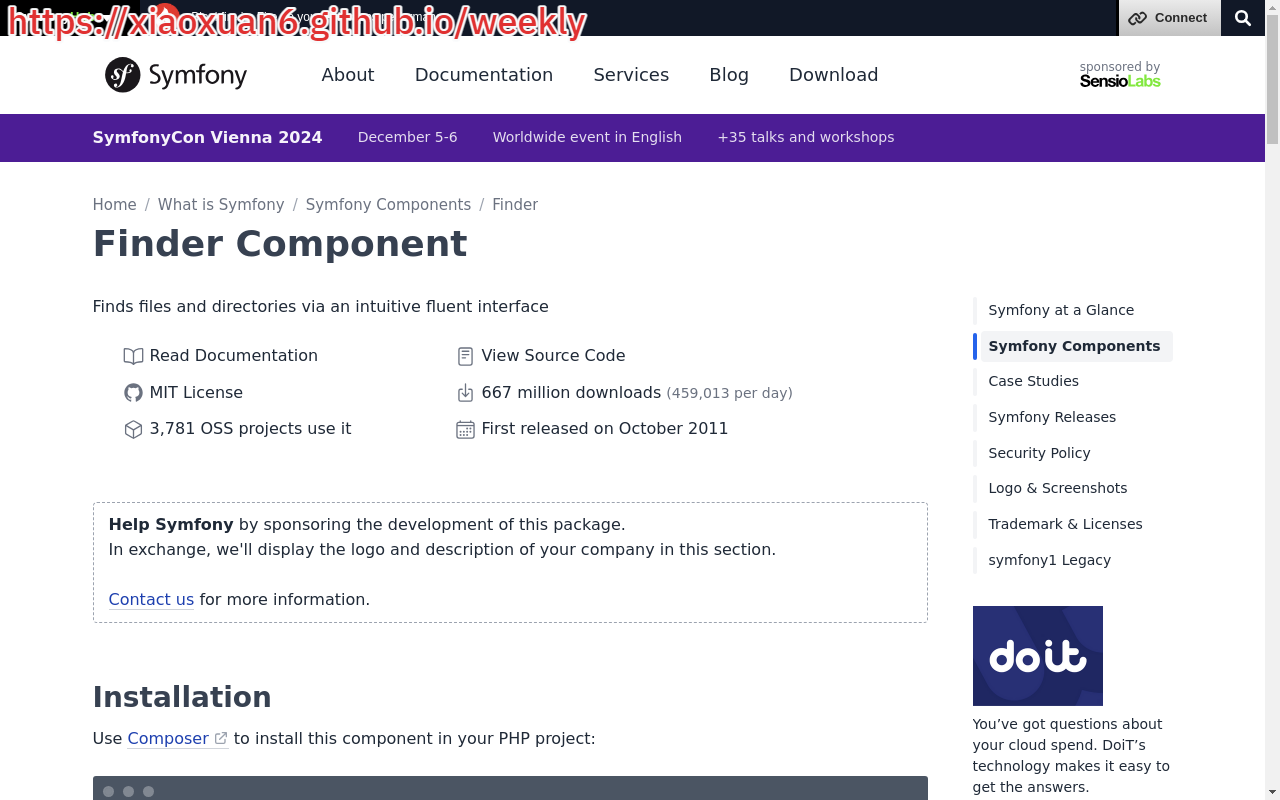 https://xiaoxuan6.github.io/weekly
Connect
Symfony
About
Documentation
Services
Blog
Download
sponsored by
SensioLabs
SymfonyCon Vienna 2024
December 5-6
Worldwide event in English
+35 talks and workshops
Home / What is Symfony / Symfony Components / Finder
Finder Component
Finds files and directories via an intuitive fluent interface
Read Documentation
View Source Code
MIT License
667 million downloads (459,013 per day)
3,781 OSS projects use it
First released on October 2011
Help Symfony by sponsoring the development of this package.
In exchange, we'll display the logo and description of your company in this section.
Contact us for more information.
Installation
Use Composer to install this component in your PHP project:
Symfony at a Glance
Symfony Components
Case Studies
Symfony Releases
Security Policy
Logo & Screenshots
Trademark & Licenses
symfony1 Legacy
doit
You’ve got questions about
your cloud spend. DoiT’s
technology makes it easy to
get the answers.